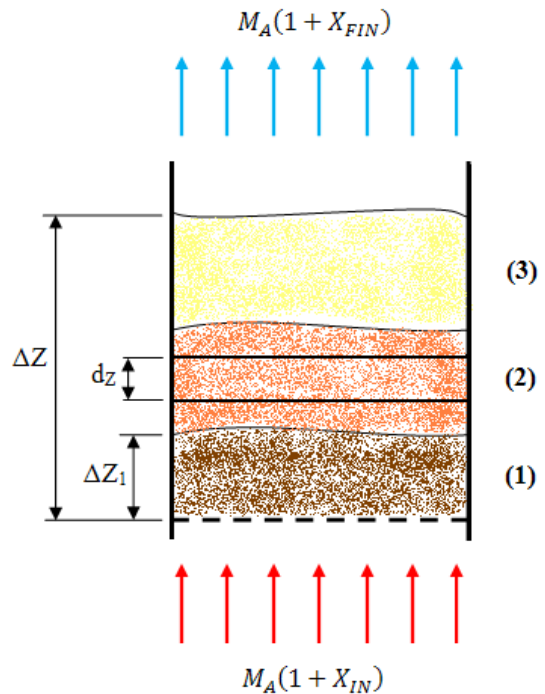 M_A(1 + X_FIN)
(3)
ΔZ
d_Z
(2)
ΔZ_1
(1)
M_A(1 + X_IN)